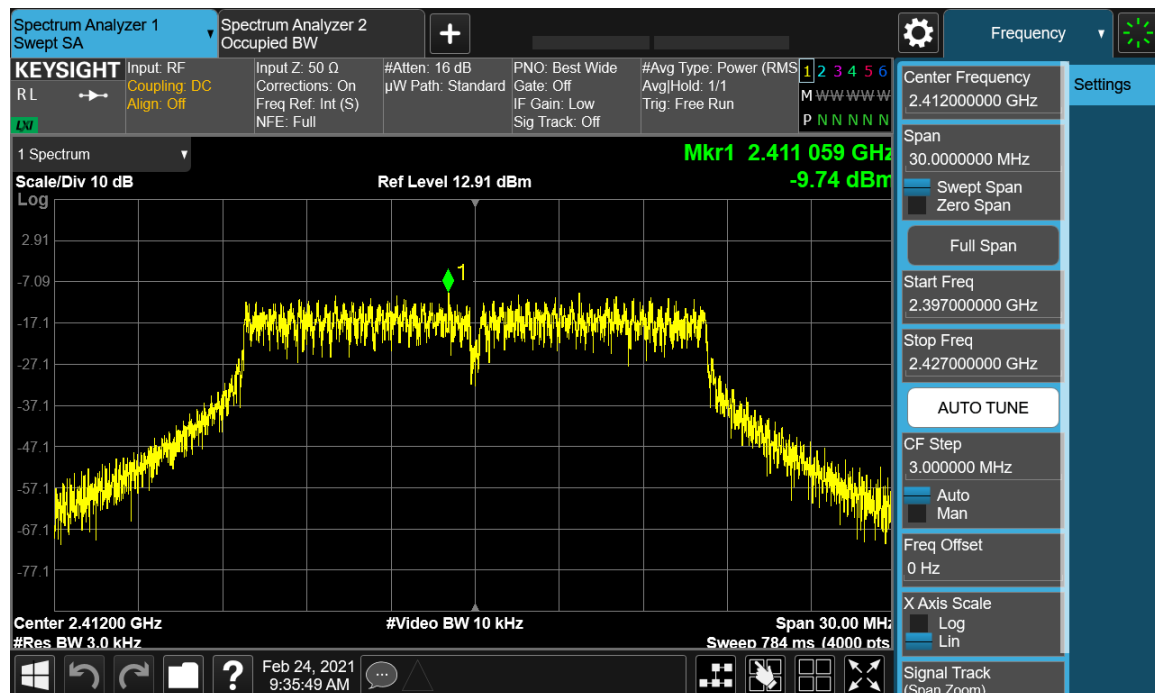 Spectrum Analyzer 1
Swept SA
Spectrum Analyzer 2
Occupied BW
+
Frequency
KEYSIGHT
R L
LXI
Input: RF
Coupling: DC
Align: Off
Input Z: 50 Ω
Corrections: On
Freq Ref: Int (S)
NFE: Full
#Atten: 16 dB
µW Path: Standard
PNO: Best Wide
Gate: Off
IF Gain: Low
Sig Track: Off
#Avg Type: Power (RMS
Avg|Hold: 1/1
Trig: Free Run
1 2 3 4 5 6
M W W W W W
P N N N N N
Center Frequency
2.412000000 GHz
Settings
Span
30.0000000 MHz
Swept Span
Zero Span
Full Span
Start Freq
2.397000000 GHz
Stop Freq
2.427000000 GHz
AUTO TUNE
CF Step
3.000000 MHz
Auto
Man
Freq Offset
0 Hz
X Axis Scale
Log
Lin
Signal Track
(Span Zoom)
1 Spectrum
Mkr1 2.411 059 GHz
-9.74 dBm
Scale/Div 10 dB
Ref Level 12.91 dBm
Log
2.91
-7.09
-17.1
-27.1
-37.1
-47.1
-57.1
-67.1
-77.1
1
Center 2.41200 GHz
#Video BW 10 kHz
Span 30.00 MHz
#Res BW 3.0 kHz
Sweep 784 ms (4000 pts
?
Feb 24, 2021
9:35:49 AM